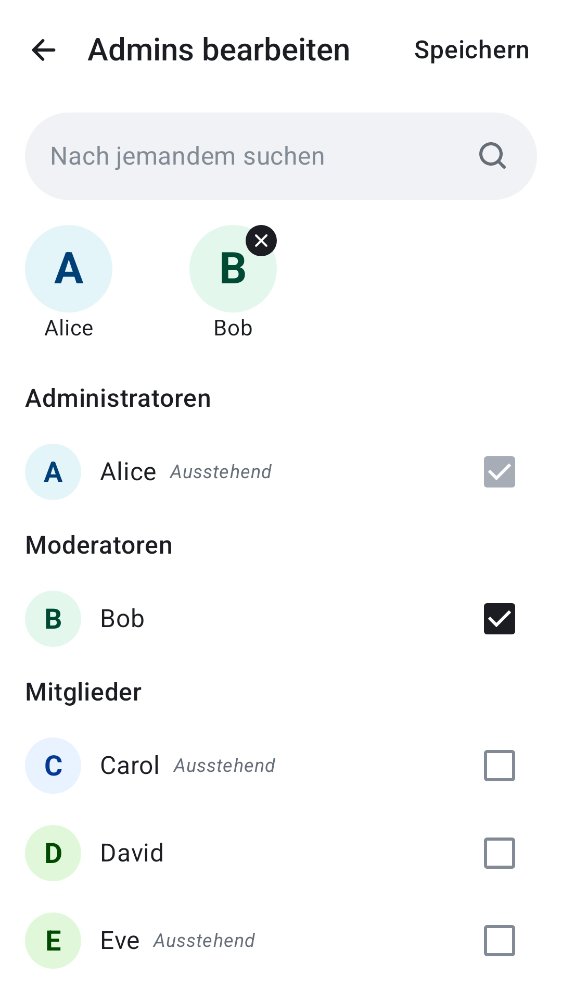 Admins bearbeiten Speichern
Nach jemandem suchen
A B
Alice Bob
Administratoren
A Alice Ausstehend
Moderatoren
B Bob
Mitglieder
C Carol Ausstehend
D David
E Eve Ausstehend